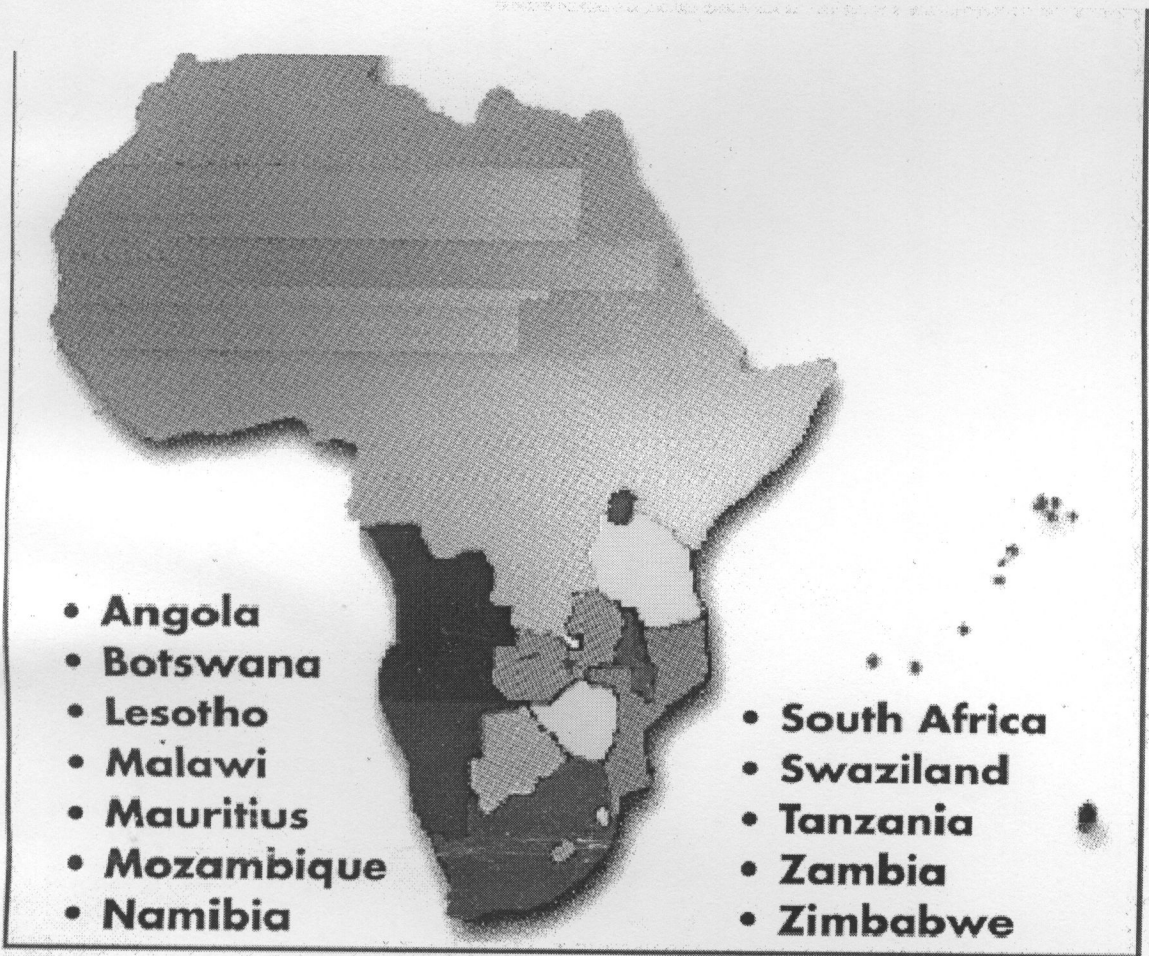 • Angola
• Botswana
• Lesotho
• Malawi
• Mauritius
• Mozambique
• Namibia
• South Africa
• Swaziland
• Tanzania
• Zambia
• Zimbabwe